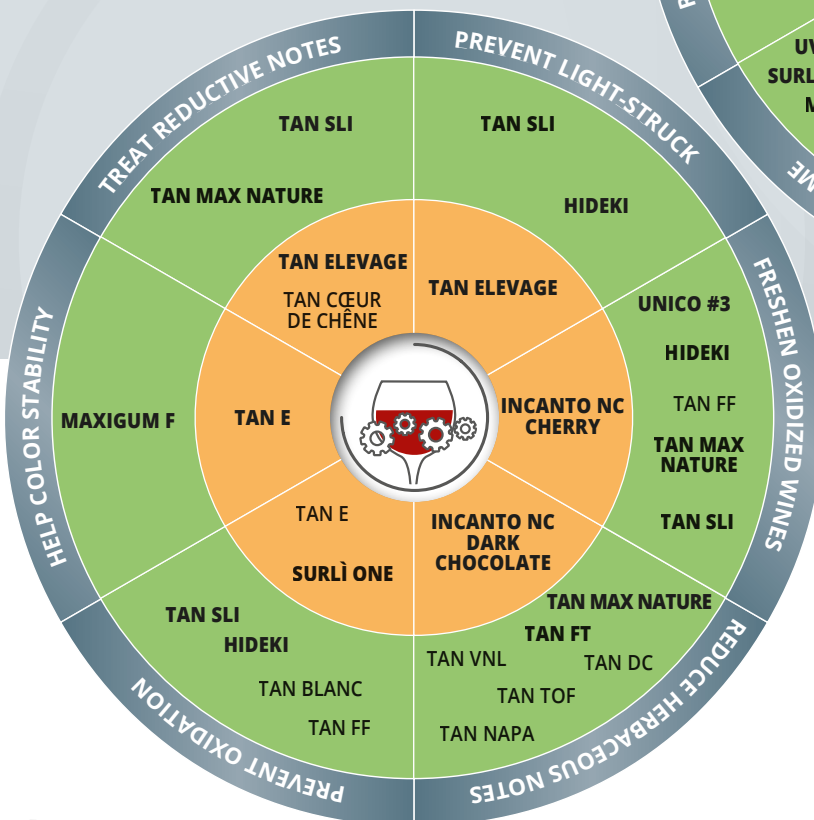 TREAT REDUCTIVE NOTES
TAN SLI
TAN MAX NATURE
TAN ELEVAGE
TAN CŒUR
DE CHÊNE
PREVENT LIGHT-STRUCK
TAN SLI
HIDEKI
TAN ELEVAGE
FRESHEN OXIDIZED WINES
UNICO #3
HIDEKI
TAN FF
TAN MAX
NATURE
TAN SLI
INCANTO NC
CHERRY
REDUCE HERBACEOUS NOTES
INCANTO NC
DARK
CHOCOLATE
TAN MAX NATURE
TAN FT
TAN VNL
TAN DC
TAN TOF
TAN NAPA
PREVENT OXIDATION
TAN E
SURLÌ ONE
TAN SLI
HIDEKI
TAN BLANC
TAN FF
HELP COLOR STABILITY
MAXIGUM F
TAN E